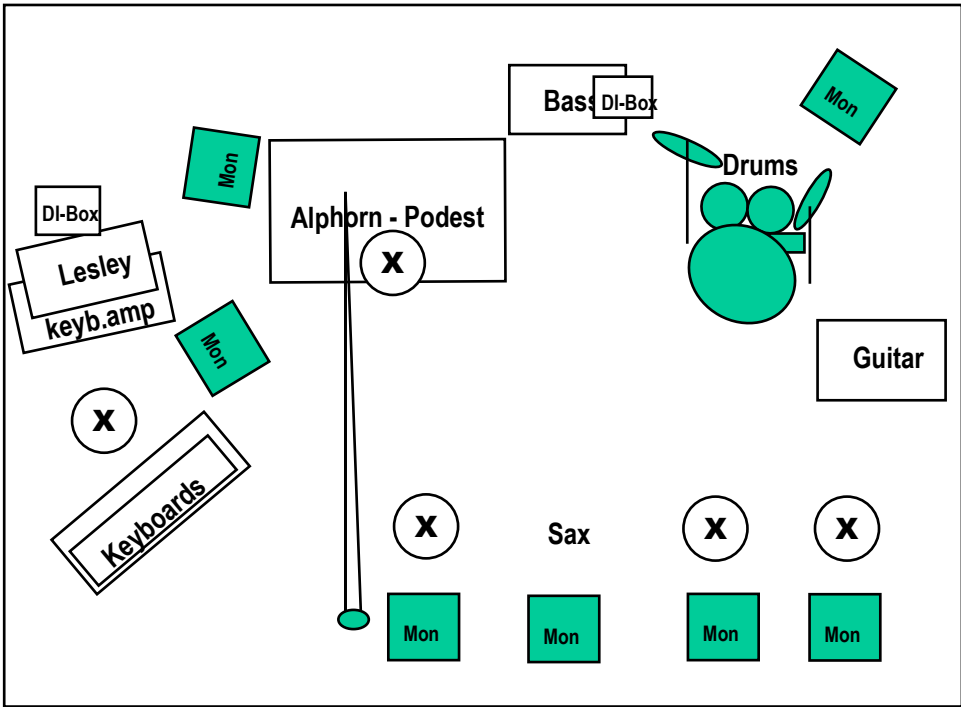 Bass
DI-Box
Mon
Mon
Drums
DI-Box
Alphorn - Podest
Lesley
x
keyb.amp
Mon
Guitar
x
Keyboards
x
Sax
x
x
Mon
Mon
Mon
Mon